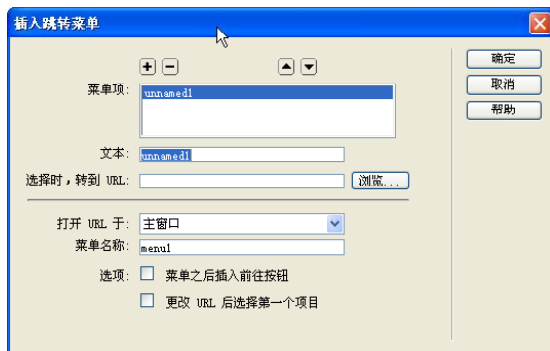 插入跳转菜单
确定
取消
帮助
菜单项:
unnamed1
文本:
unnamed1
选择时，转到 URL:
浏览...
打开 URL 于:
主窗口
菜单名称:
menu1
选项:
菜单之后插入前往按钮
更改 URL 后选择第一个项目